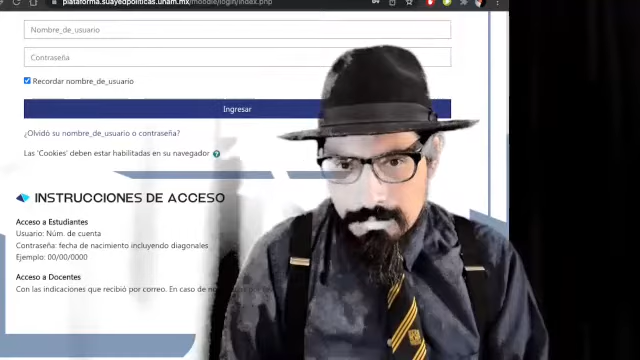 plataforma.suayedpoliticas.unam.mx/moodle/login/index.php
Nombre_de_usuario
Contraseña
Recordar nombre_de_usuario
Ingresar
¿Olvidó su nombre_de_usuario o contraseña?
Las 'Cookies' deben estar habilitadas en su navegador
INSTRUCCIONES DE ACCESO
Acceso a Estudiantes
Usuario: Núm. de cuenta
Contraseña: fecha de nacimiento incluyendo diagonales
Ejemplo: 00/00/0000
Acceso a Docentes
Con las indicaciones que recibió por correo. En caso de no